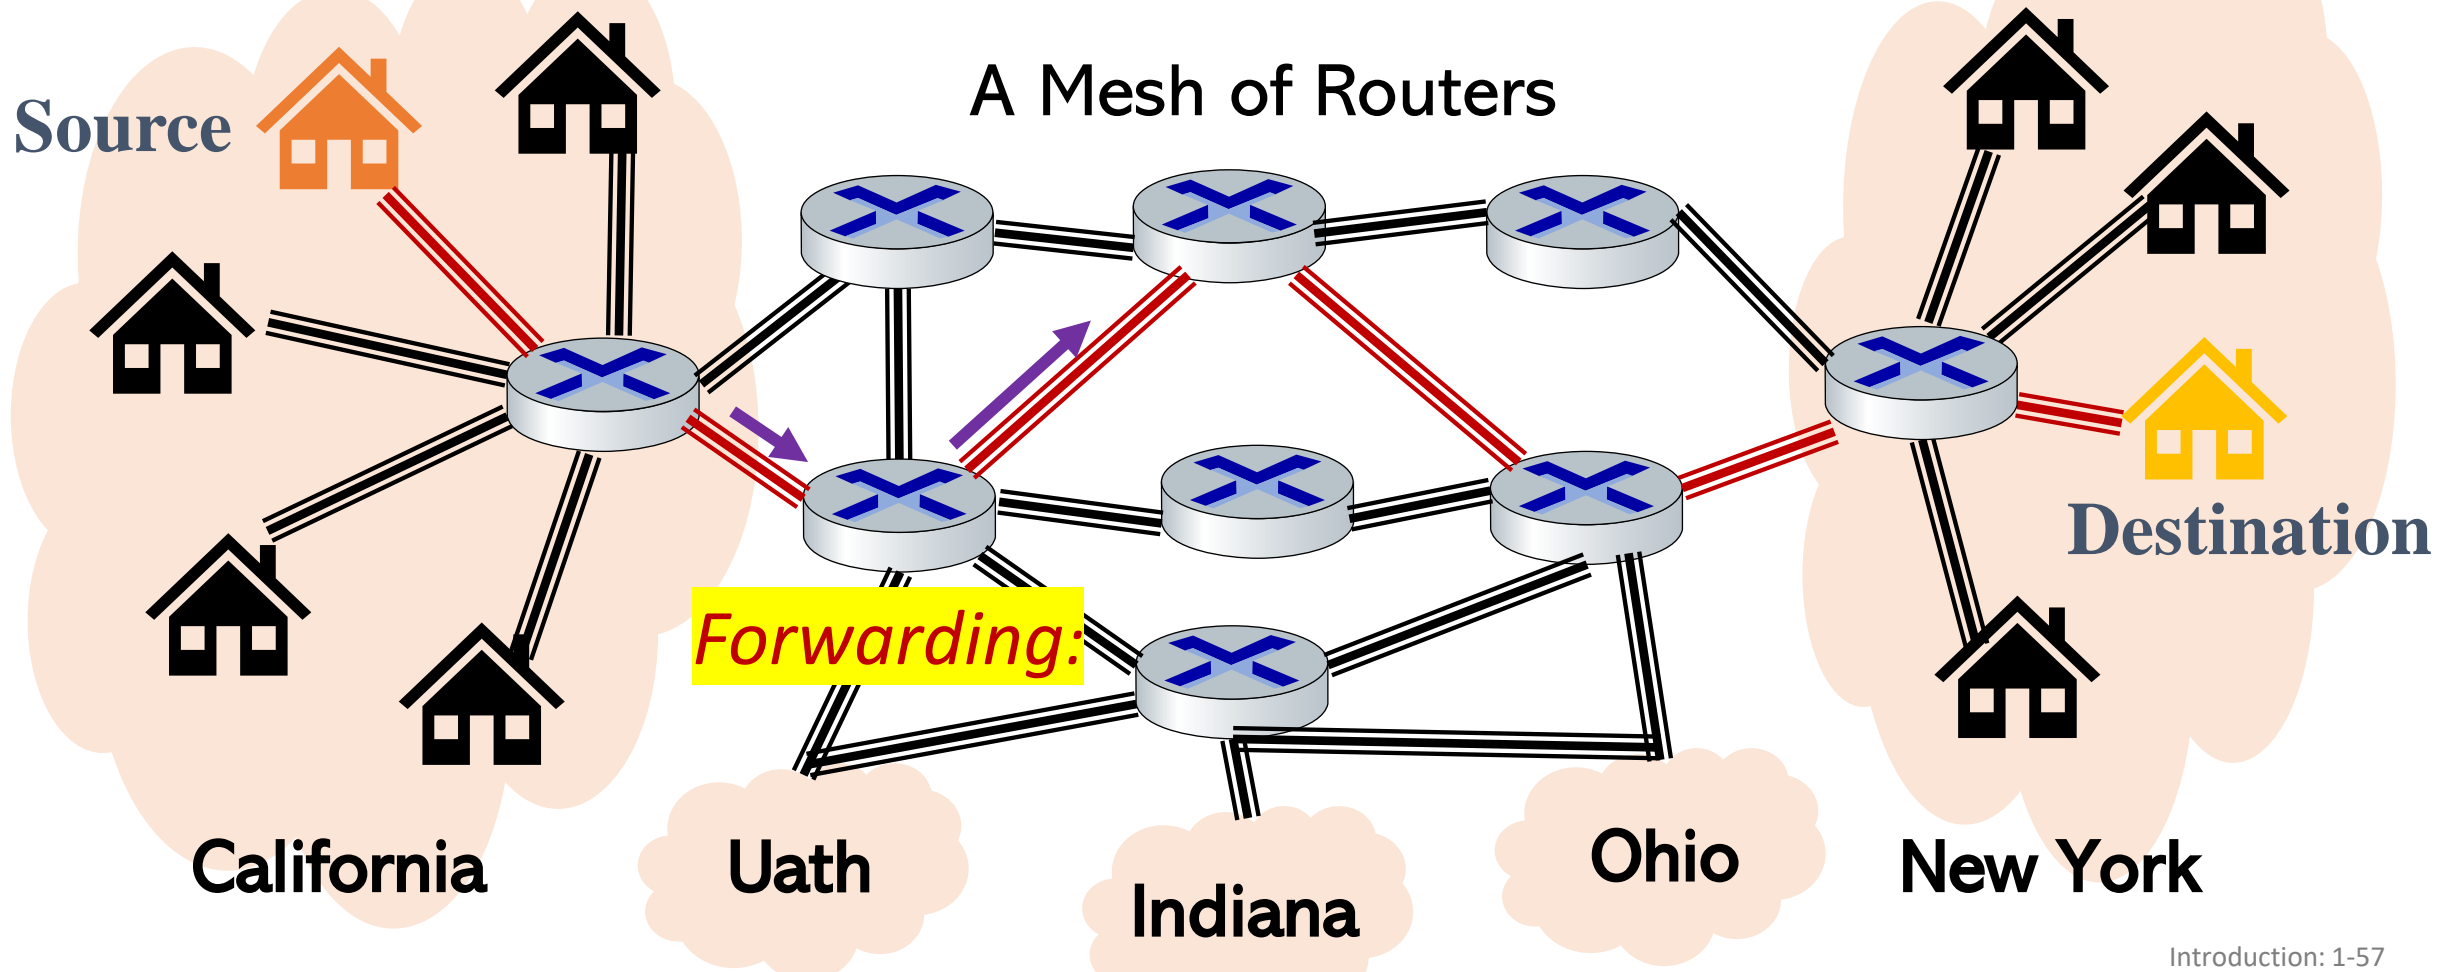 A Mesh of Routers
Source
Destination
Forwarding:
California
Uath
Indiana
Ohio
New York
Introduction: 1-57